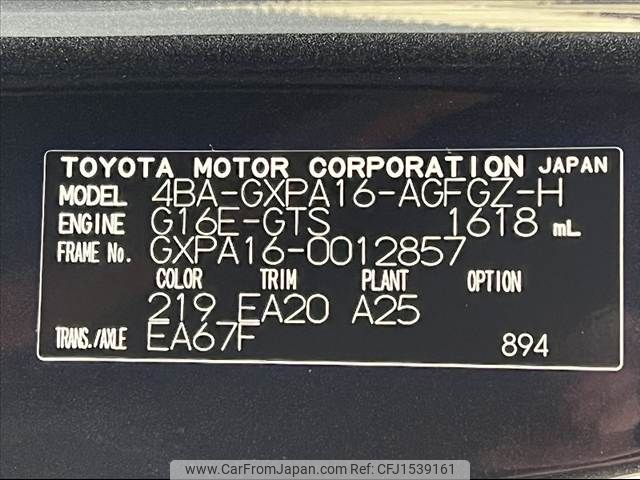 TOYOTA MOTOR CORPORATION JAPAN
MODEL 4BA-GXPA16-AGFGZ-H
ENGINE G16E-GTS 1618 mL
FRAME No. GXPA16-0012857
COLOR TRIM PLANT OPTION
219 EA20 A25
TRANS./AXLE EA67F 894
www.CarFromJapan.com - CFJ1539161